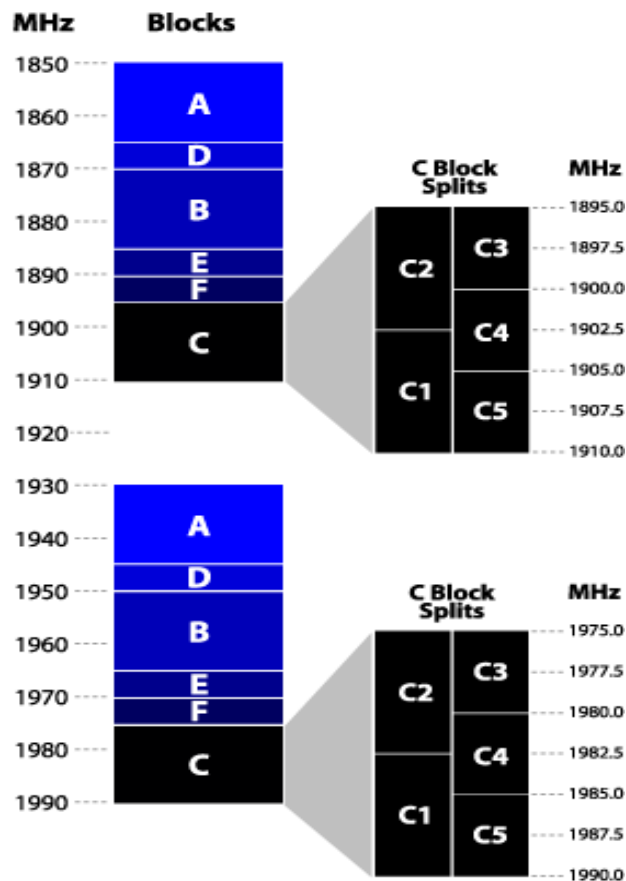 MHz Blocks
1850
A
1860
D
1870
B
1880
E
1890
F
1900
C
1910
1920
C Block
Splits
MHz
1895.0
C3
1897.5
C2
1900.0
C4
1902.5
C1
1905.0
C5
1907.5
1910.0
1930
A
1940
D
1950
B
1960
E
1970
F
1980
C
1990
C Block
Splits
MHz
1975.0
C3
1977.5
C2
1980.0
C4
1982.5
C1
1985.0
C5
1987.5
1990.0